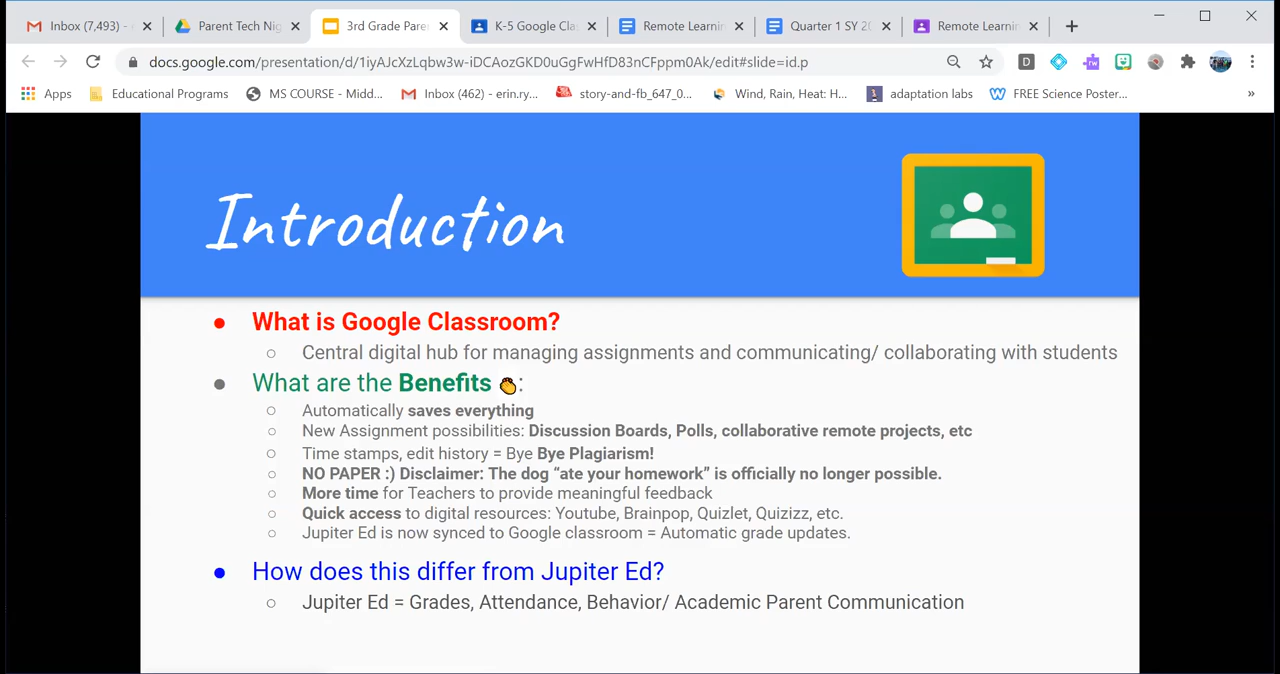 Inbox (7,493) -
Parent Tech Nig
3rd Grade Pare
K-5 Google Cla
Remote Learnin
Quarter 1 SY 20
Remote Learnin
docs.google.com/presentation/d/1iyAJcXzLqbw3w-iDCAozGKD0uGgFwHfD83nCFppm0Ak/edit#slide=id.p
Apps
Educational Programs
MS COURSE - Midd...
Inbox (462) - erin.ry...
story-and-fb_647_0...
Wind, Rain, Heat: H...
adaptation labs
FREE Science Poster...
Introduction
What is Google Classroom?
Central digital hub for managing assignments and communicating/ collaborating with students
What are the Benefits 👏:
Automatically saves everything
New Assignment possibilities: Discussion Boards, Polls, collaborative remote projects, etc
Time stamps, edit history = Bye Bye Plagiarism!
NO PAPER :) Disclaimer: The dog “ate your homework” is officially no longer possible.
More time for Teachers to provide meaningful feedback
Quick access to digital resources: Youtube, Brainpop, Quizlet, Quizizz, etc.
Jupiter Ed is now synced to Google classroom = Automatic grade updates.
How does this differ from Jupiter Ed?
Jupiter Ed = Grades, Attendance, Behavior/ Academic Parent Communication